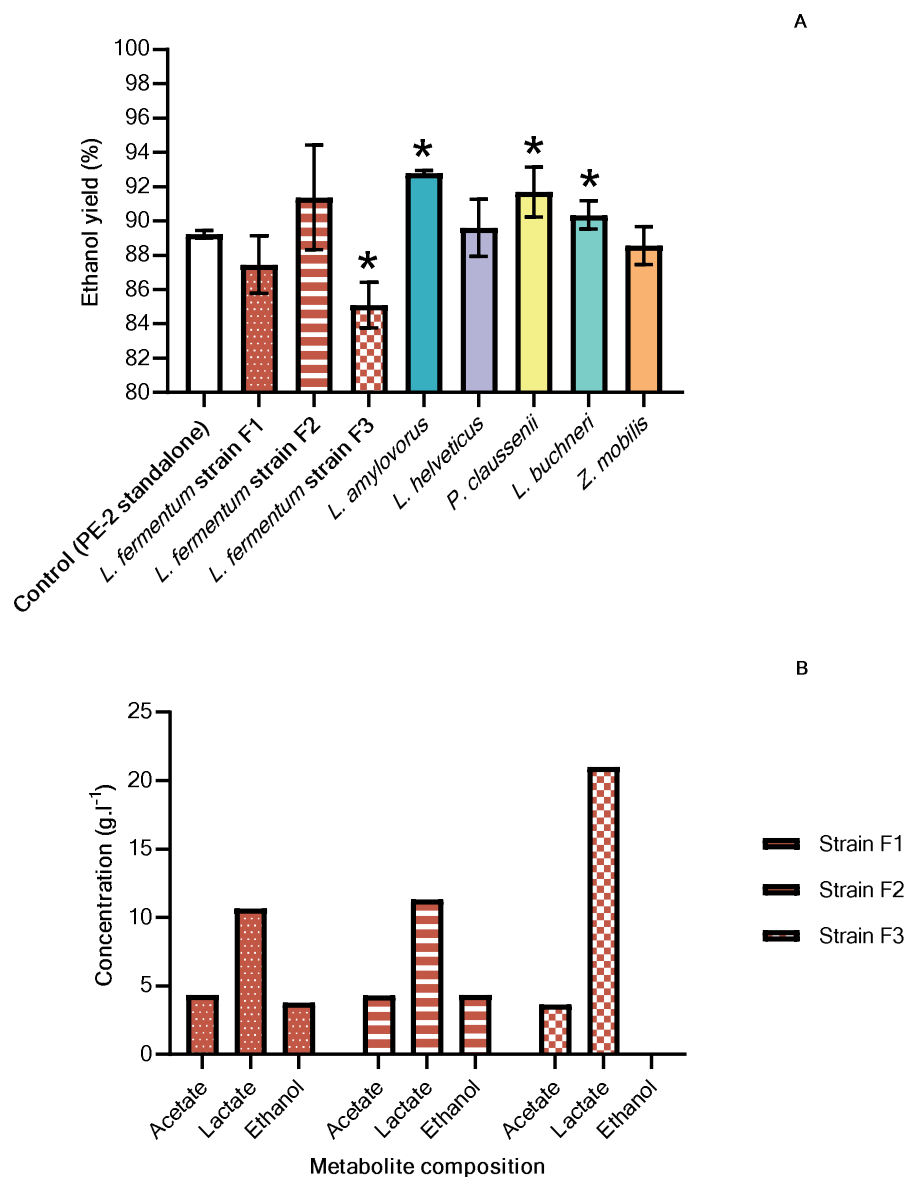 A
Ethanol yield (%)
100
98
96
94
92
90
88
86
84
82
80
*
*
*
*
Control (PE-2 standalone)
L. fermentum strain F1
L. fermentum strain F2
L. fermentum strain F3
L. amylovorus
L. helveticus
P. claussenii
L. buchneri
Z. mobilis
B
Concentration (g.l⁻¹)
25
20
15
10
5
0
Acetate
Lactate
Ethanol
Acetate
Lactate
Ethanol
Acetate
Lactate
Ethanol
Metabolite composition
Strain F1
Strain F2
Strain F3